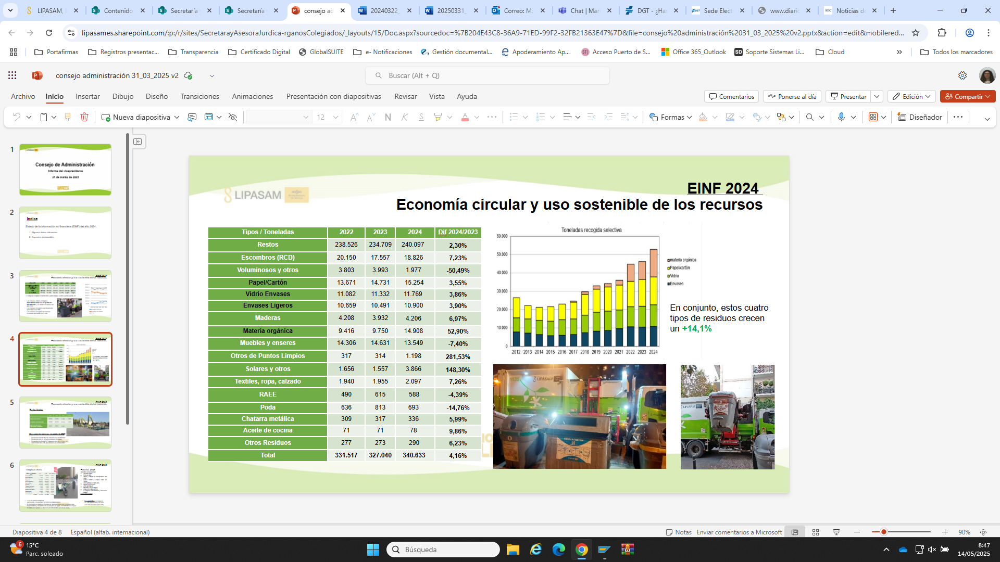 LIPASAM,
Contenido
Secretaría
Secretaría
consejo ad
20240322_
20250331_
Correo: M
Chat | Mar
DGT - ¿Ha
Sede Elect
www.diari
Noticias d
lipasames.sharepoint.com/:p:/r/sites/SecretarayAsesoraJurdica-rganosColegiados/_layouts/15/Doc.aspx?sourcedoc=%7B204E43C8-36A9-71ED-99F2-32FB21363E47%7D&file=consejo%20administración%2031_03_2025%20v2.pptx&action=edit&mobilered...
Portafirmas
Registros presentac...
Transparencia
Certificado Digital
GlobalSUITE
e- Notificaciones
Gestión documental...
Apoderamiento Ap...
Acceso Puerto de S...
Office 365_Outlook
Soporte Sistemas Li...
Cloud
Todos los marcadores
consejo administración 31_03_2025 v2
Buscar (Alt + Q)
Archivo Inicio Insertar Dibujo Diseño Transiciones Animaciones Presentación con diapositivas Revisar Vista Ayuda
Comentarios Ponerse al día Presentar Edición Compartir
Nueva diapositiva 12 N K S Formas Diseñador
1
Consejo de Administración
Informe del vicepresidente
31 de marzo de 2025
2
Índice
Estado de la información no financiera (EINF) del año 2024.
3
4
5
6
LIPASAM
EINF 2024
Economía circular y uso sostenible de los recursos
Tipos / Toneladas 2022 2023 2024 Dif 2024/2023
Restos 238.526 234.709 240.097 2,30%
Escombros (RCD) 20.150 17.557 18.826 7,23%
Voluminosos y otros 3.803 3.993 1.977 -50,49%
Papel/Cartón 13.671 14.731 15.254 3,55%
Vidrio Envases 11.082 11.332 11.769 3,86%
Envases Ligeros 10.659 10.491 10.900 3,90%
Maderas 4.208 3.932 4.206 6,97%
Materia orgánica 9.416 9.750 14.908 52,90%
Muebles y enseres 14.306 14.631 13.549 -7,40%
Otros de Puntos Limpios 317 314 1.198 281,53%
Solares y otros 1.656 1.557 3.866 148,30%
Textiles, ropa, calzado 1.940 1.955 2.097 7,26%
RAEE 490 615 588 -4,39%
Poda 636 813 693 -14,76%
Chatarra metálica 309 317 336 5,99%
Aceite de cocina 71 71 78 9,86%
Otros Residuos 277 273 290 6,23%
Total 331.517 327.040 340.633 4,16%
Toneladas recogida selectiva
60.000
50.000
40.000
30.000
20.000
10.000
0
2012 2013 2014 2015 2016 2017 2018 2019 2020 2021 2022 2023 2024
materia orgánica
Papel/cartón
Vidrio
Envases
En conjunto, estos cuatro
tipos de residuos crecen
un +14,1%
LIPASAM
LIPASAM
Diapositiva 4 de 8 Español (alfab. internacional)
Notas Enviar comentarios a Microsoft 90%
6
15°C
Parc. soleado
Búsqueda
8:47
14/05/2025